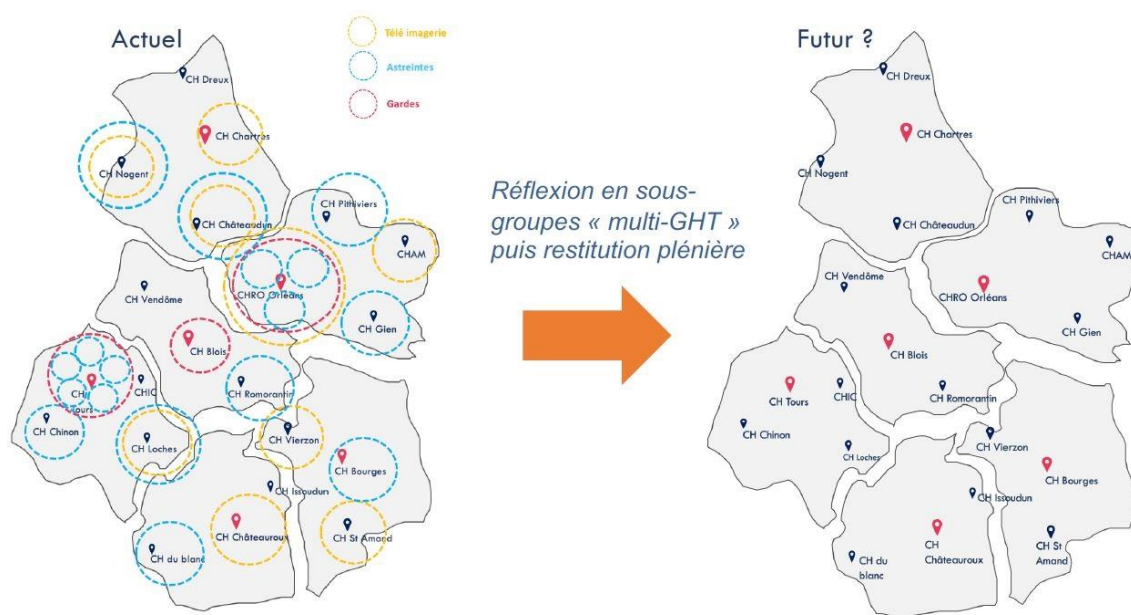 Actuel
Télé imagerie
Astreintes
Gardes
CH Dreux
CH Chartres
CH Nogent
CH Châteaudun
CH Pithiviers
CHAM
CHRO Orléans
CH Gien
CH Vendôme
CH Blois
CH
ours
CHIC
CH Romorantin
CH Chinon
CH Loches
CH Vierzon
CH Bourges
CH Issoudun
CH Châteauroux
CH St Amand
CH du blanc
Réflexion en sous-
groupes « multi-GHT »
puis restitution plénière
Futur ?
CH Dreux
CH Chartres
CH Nogent
CH Châteaudun
CH Pithiviers
CHAM
CHRO Orléans
CH Gien
CH Vendôme
CH Blois
CH Tours
CHIC
CH Romorantin
CH Chinon
CH Loches
CH Vierzon
CH Bourges
CH Issoudun
CH
Châteauroux
CH St
Amand
CH du
blanc